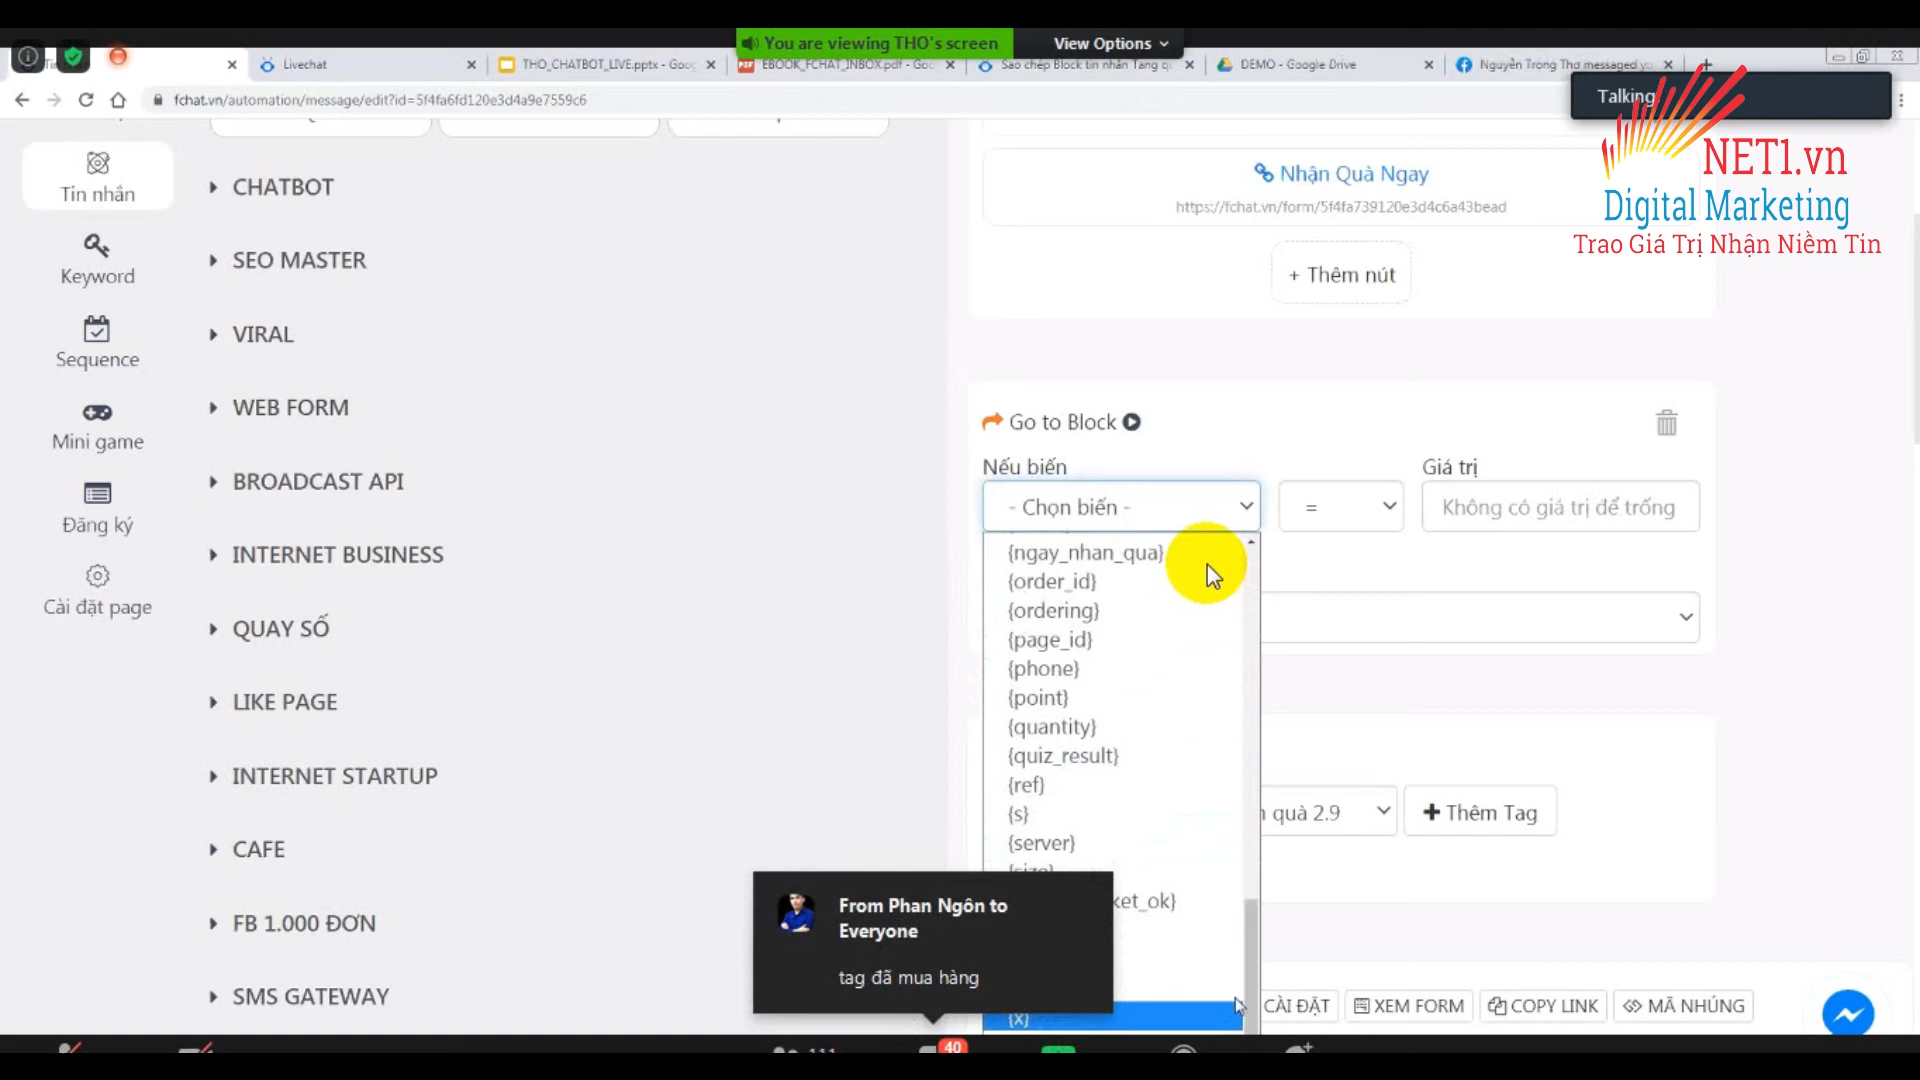 You are viewing THO's screen
View Options
Livechat
THO_CHATBOT_LIVE.pptx - Goo
EBOOK_FCHAT_INBOX.pdf - Goo
Sao chép Block tin nhắn Tặng qu
DEMO - Google Drive
Nguyễn Trọng Thơ messaged yo
fchat.vn/automation/message/edit?id=5f4fa6fd120e3d4a9e7559c6
Talking:
NET1.vn
Digital Marketing
Trao Giá Trị Nhận Niềm Tin
Tin nhắn
Keyword
Sequence
Mini game
Đăng ký
Cài đặt page
CHATBOT
SEO MASTER
VIRAL
WEB FORM
BROADCAST API
INTERNET BUSINESS
QUAY SỐ
LIKE PAGE
INTERNET STARTUP
CAFE
FB 1.000 ĐƠN
SMS GATEWAY
Nhận Quà Ngay
https://fchat.vn/form/5f4fa739120e3d4c6a43bead
+ Thêm nút
Go to Block
Nếu biến
Giá trị
- Chọn biến -
=
Không có giá trị để trống
{ngay_nhan_qua}
{order_id}
{ordering}
{page_id}
{phone}
{point}
{quantity}
{quiz_result}
{ref}
{s}
{server}
{size}
ket_ok}
{x}
quà 2.9
+ Thêm Tag
From Phan Ngôn to
Everyone
tag đã mua hàng
CÀI ĐẶT
XEM FORM
COPY LINK
MÃ NHÚNG
111
40